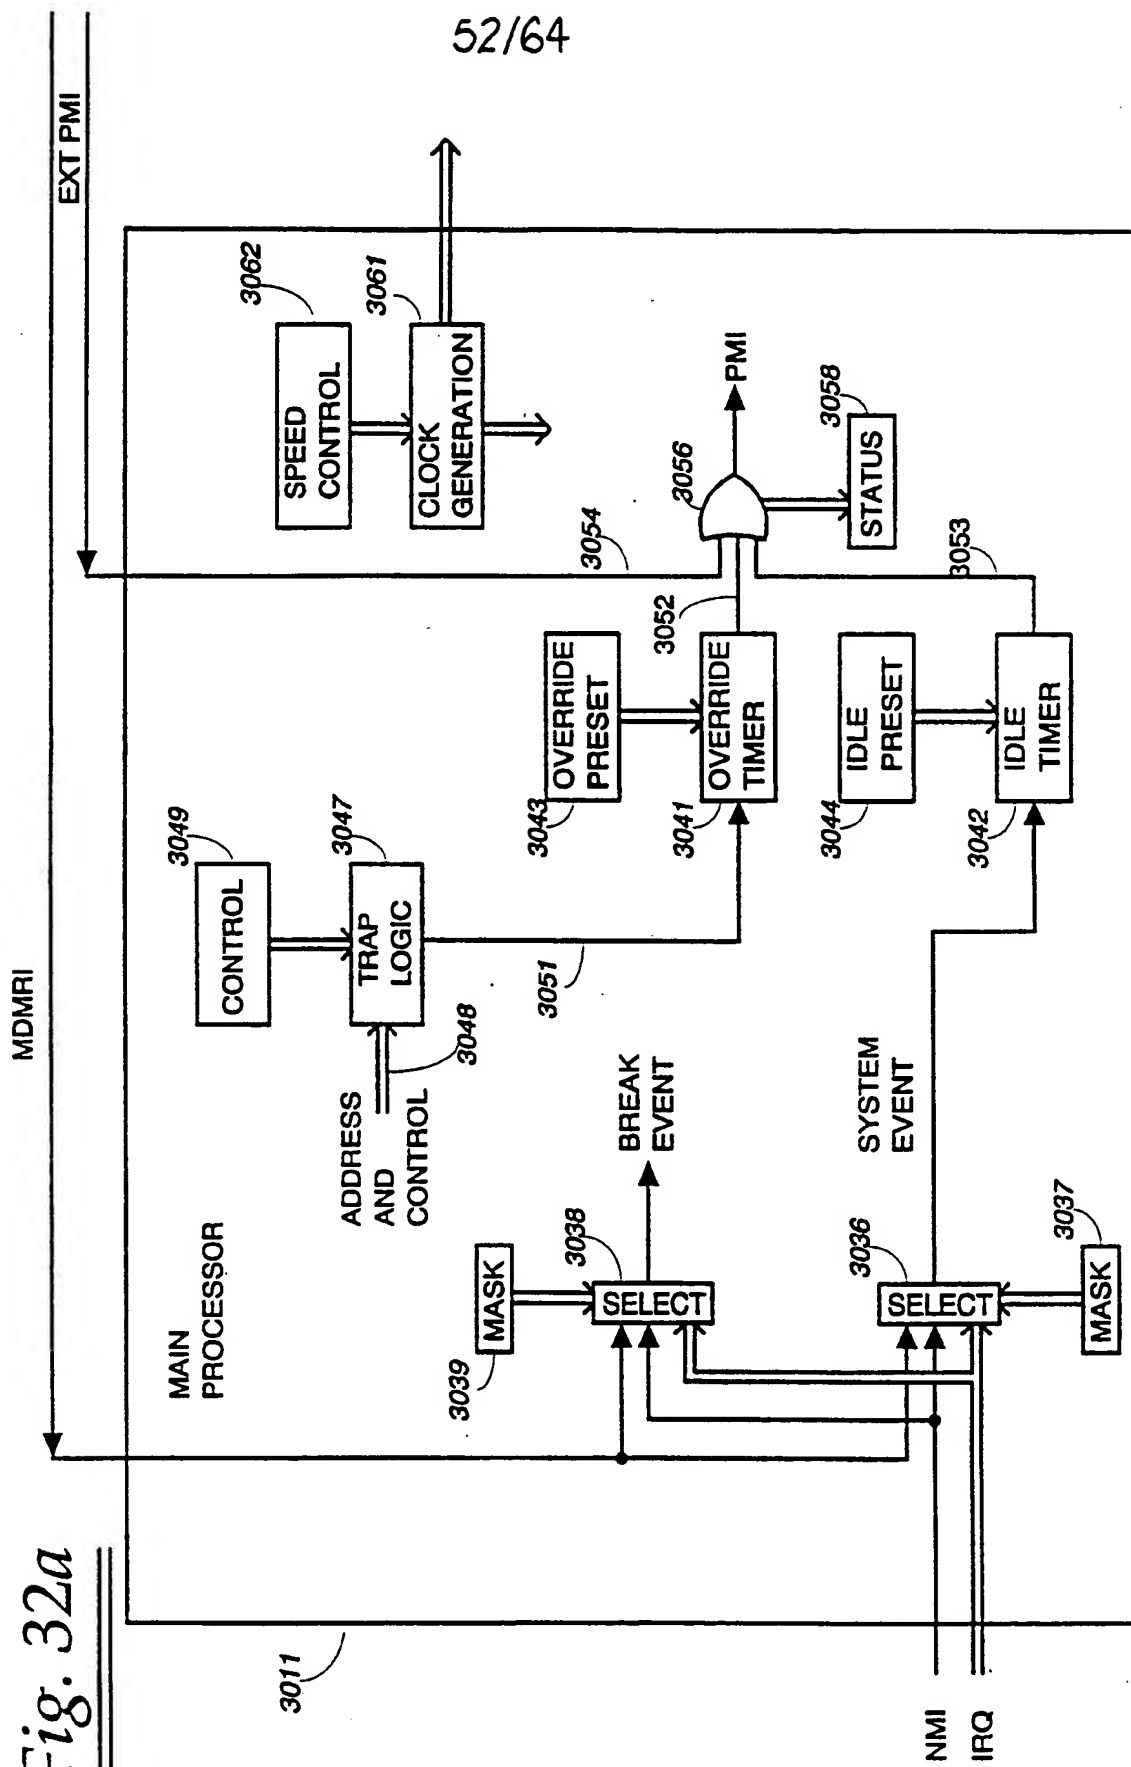 52/64
Fig. 32a
MDMRI
EXT PMI
MAIN
PROCESSOR
3011
NMI
IRQ
ADDRESS
AND
CONTROL
3048
CONTROL
3049
TRAP
LOGIC
3047
3051
SPEED
CONTROL
3062
CLOCK
GENERATION
3061
MASK
3039
SELECT
3038
BREAK
EVENT
OVERRIDE
PRESET
3043
OVERRIDE
TIMER
3041
3052
3054
3056
PMI
STATUS
3058
3053
SELECT
3036
MASK
3037
SYSTEM
EVENT
IDLE
PRESET
3044
IDLE
TIMER
3042